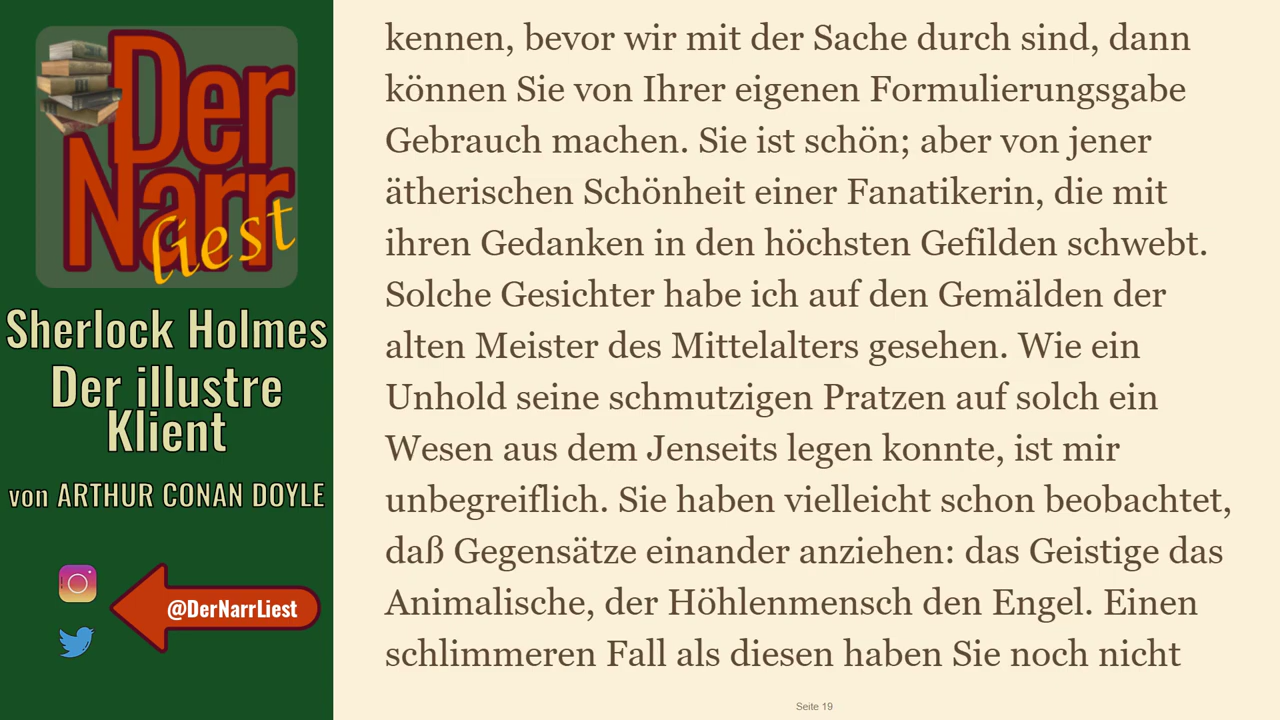 Der
Narr
liest
Sherlock Holmes
Der illustre
Klient
von ARTHUR CONAN DOYLE
@DerNarrLiest
kennen, bevor wir mit der Sache durch sind, dann
können Sie von Ihrer eigenen Formulierungsgabe
Gebrauch machen. Sie ist schön; aber von jener
ätherischen Schönheit einer Fanatikerin, die mit
ihren Gedanken in den höchsten Gefilden schwebt.
Solche Gesichter habe ich auf den Gemälden der
alten Meister des Mittelalters gesehen. Wie ein
Unhold seine schmutzigen Pratzen auf solch ein
Wesen aus dem Jenseits legen konnte, ist mir
unbegreiflich. Sie haben vielleicht schon beobachtet,
daß Gegensätze einander anziehen: das Geistige das
Animalische, der Höhlenmensch den Engel. Einen
schlimmeren Fall als diesen haben Sie noch nicht
Seite 19